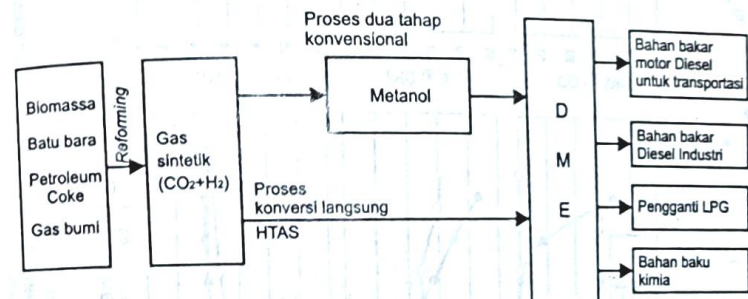 Proses dua tahap
konvensional
Biomassa
Batu bara
Petroleum
Coke
Gas bumi
Reforming
Gas
sintetik
(CO2+H2)
Metanol
Proses
konversi langsung
HTAS
D
M
E
Bahan bakar
motor Diesel
untuk transportasi
Bahan bakar
Diesel Industri
Pengganti LPG
Bahan baku
kimia